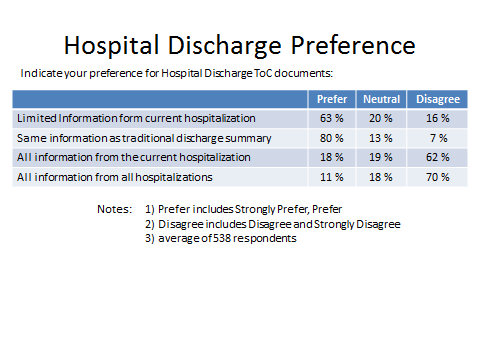 Hospital Discharge Preference
Indicate your preference for Hospital Discharge ToC documents:
Prefer Neutral Disagree
Limited Information form current hospitalization 63 % 20 % 16 %
Same information as traditional discharge summary 80 % 13 % 7 %
All information from the current hospitalization 18 % 19 % 62 %
All information from all hospitalizations 11 % 18 % 70 %
Notes: 1) Prefer includes Strongly Prefer, Prefer
2) Disagree includes Disagree and Strongly Disagree
3) average of 538 respondents